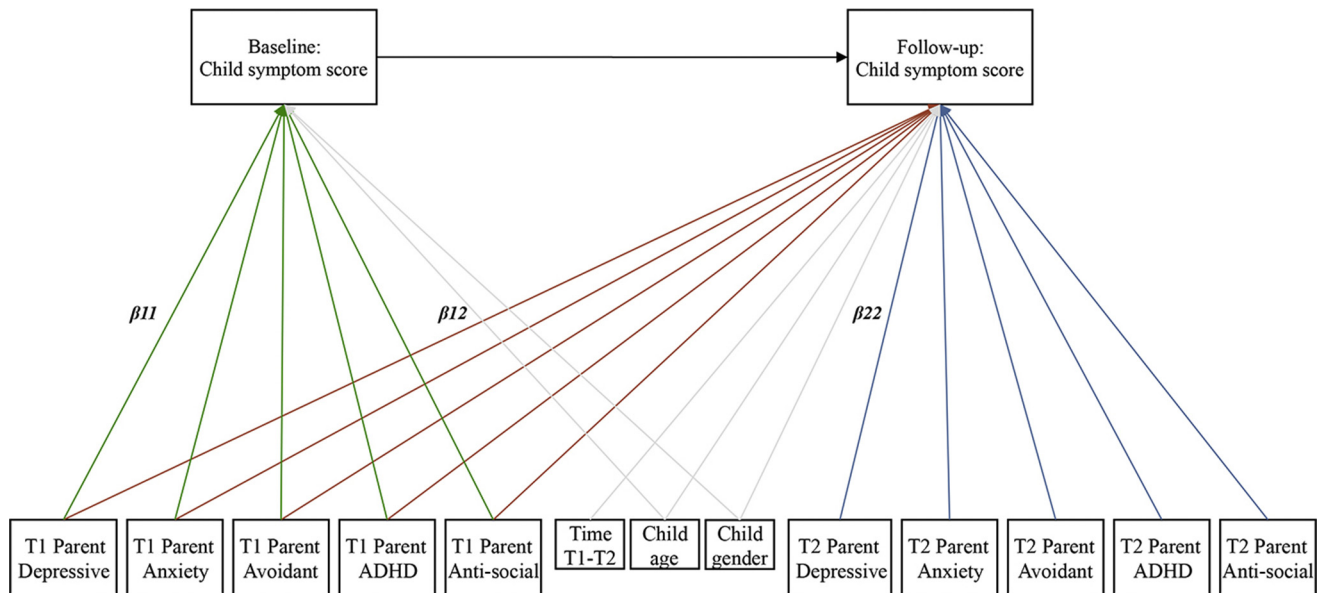 Baseline:
Child symptom score
Follow-up:
Child symptom score
β11
β12
β22
T1 Parent
Depressive
T1 Parent
Anxiety
T1 Parent
Avoidant
T1 Parent
ADHD
T1 Parent
Anti-social
Time
T1-T2
Child
age
Child
gender
T2 Parent
Depressive
T2 Parent
Anxiety
T2 Parent
Avoidant
T2 Parent
ADHD
T2 Parent
Anti-social